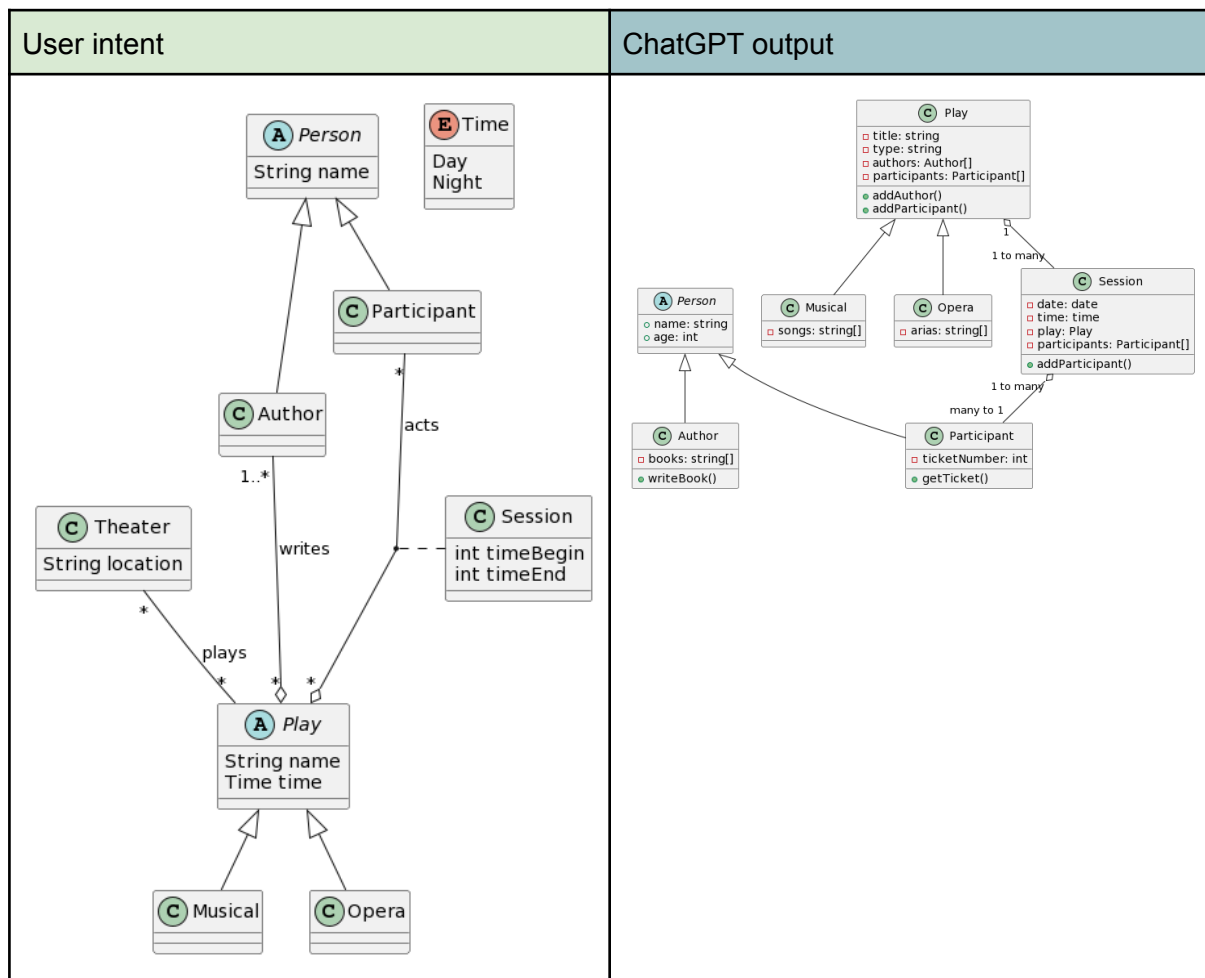 User intent
ChatGPT output
A Person
String name
E Time
Day
Night
C Participant
*
acts
C Author
1..*
writes
C Theater
String location
*
plays
*
C Session
int timeBegin
int timeEnd
*
*
A Play
String name
Time time
C Musical
C Opera
C Play
title: string
type: string
authors: Author[]
participants: Participant[]
addAuthor()
addParticipant()
1
1 to many
A Person
name: string
age: int
C Musical
songs: string[]
C Opera
arias: string[]
C Session
date: date
time: time
play: Play
participants: Participant[]
addParticipant()
1 to many
many to 1
C Author
books: string[]
writeBook()
C Participant
ticketNumber: int
getTicket()